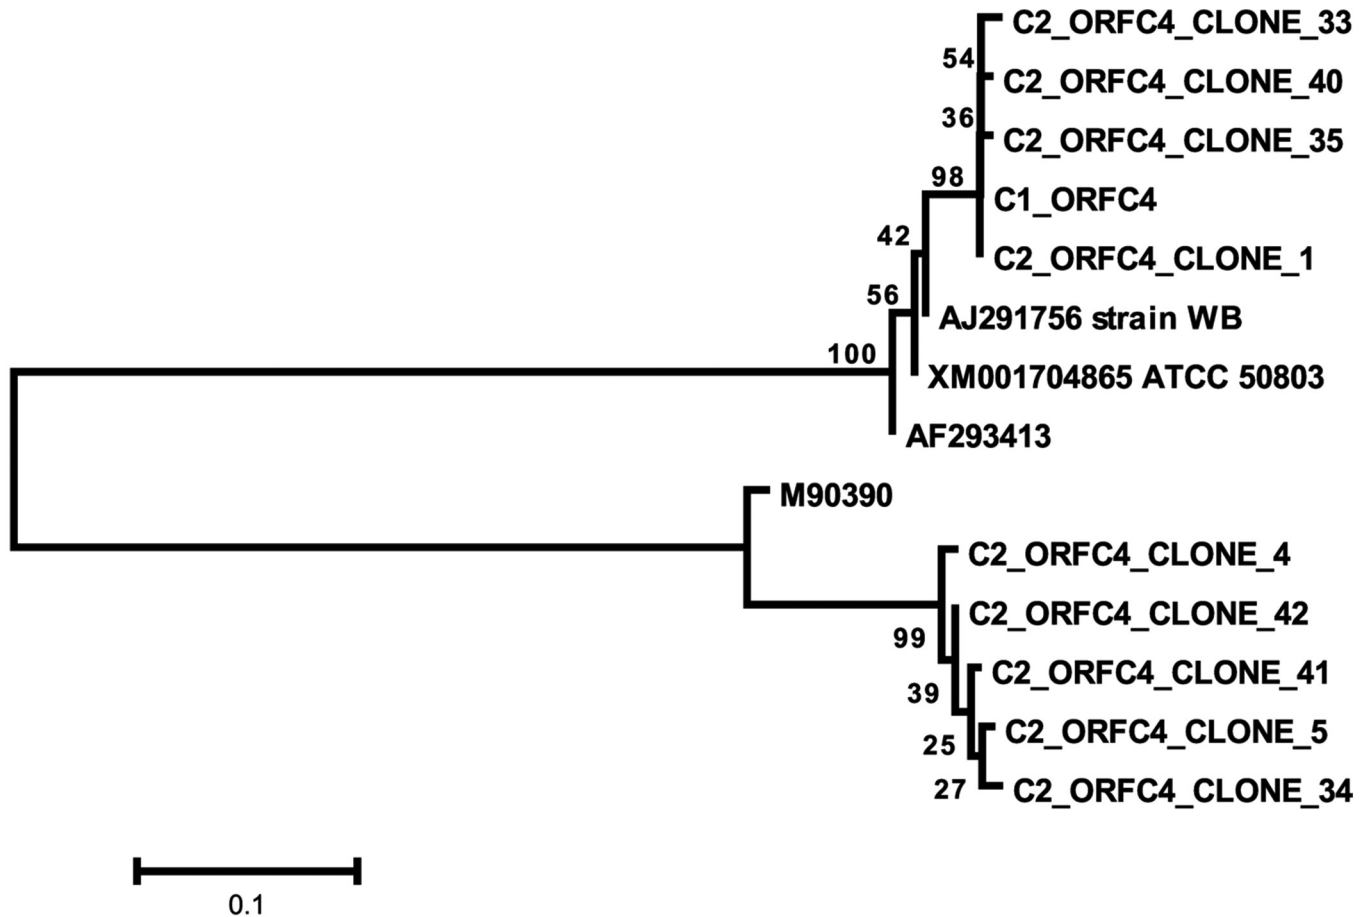 C2_ORFC4_CLONE_33
54
C2_ORFC4_CLONE_40
36
C2_ORFC4_CLONE_35
98
C1_ORFC4
42
C2_ORFC4_CLONE_1
56
AJ291756 strain WB
100
XM001704865 ATCC 50803
AF293413
M90390
C2_ORFC4_CLONE_4
C2_ORFC4_CLONE_42
99
C2_ORFC4_CLONE_41
39
C2_ORFC4_CLONE_5
25
C2_ORFC4_CLONE_34
27
0.1